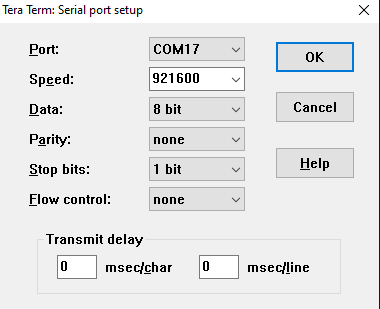 Tera Term: Serial port setup
Port: COM17 OK
Speed: 921600
Data: 8 bit Cancel
Parity: none
Stop bits: 1 bit Help
Flow control: none
Transmit delay
0 msec/char 0 msec/line